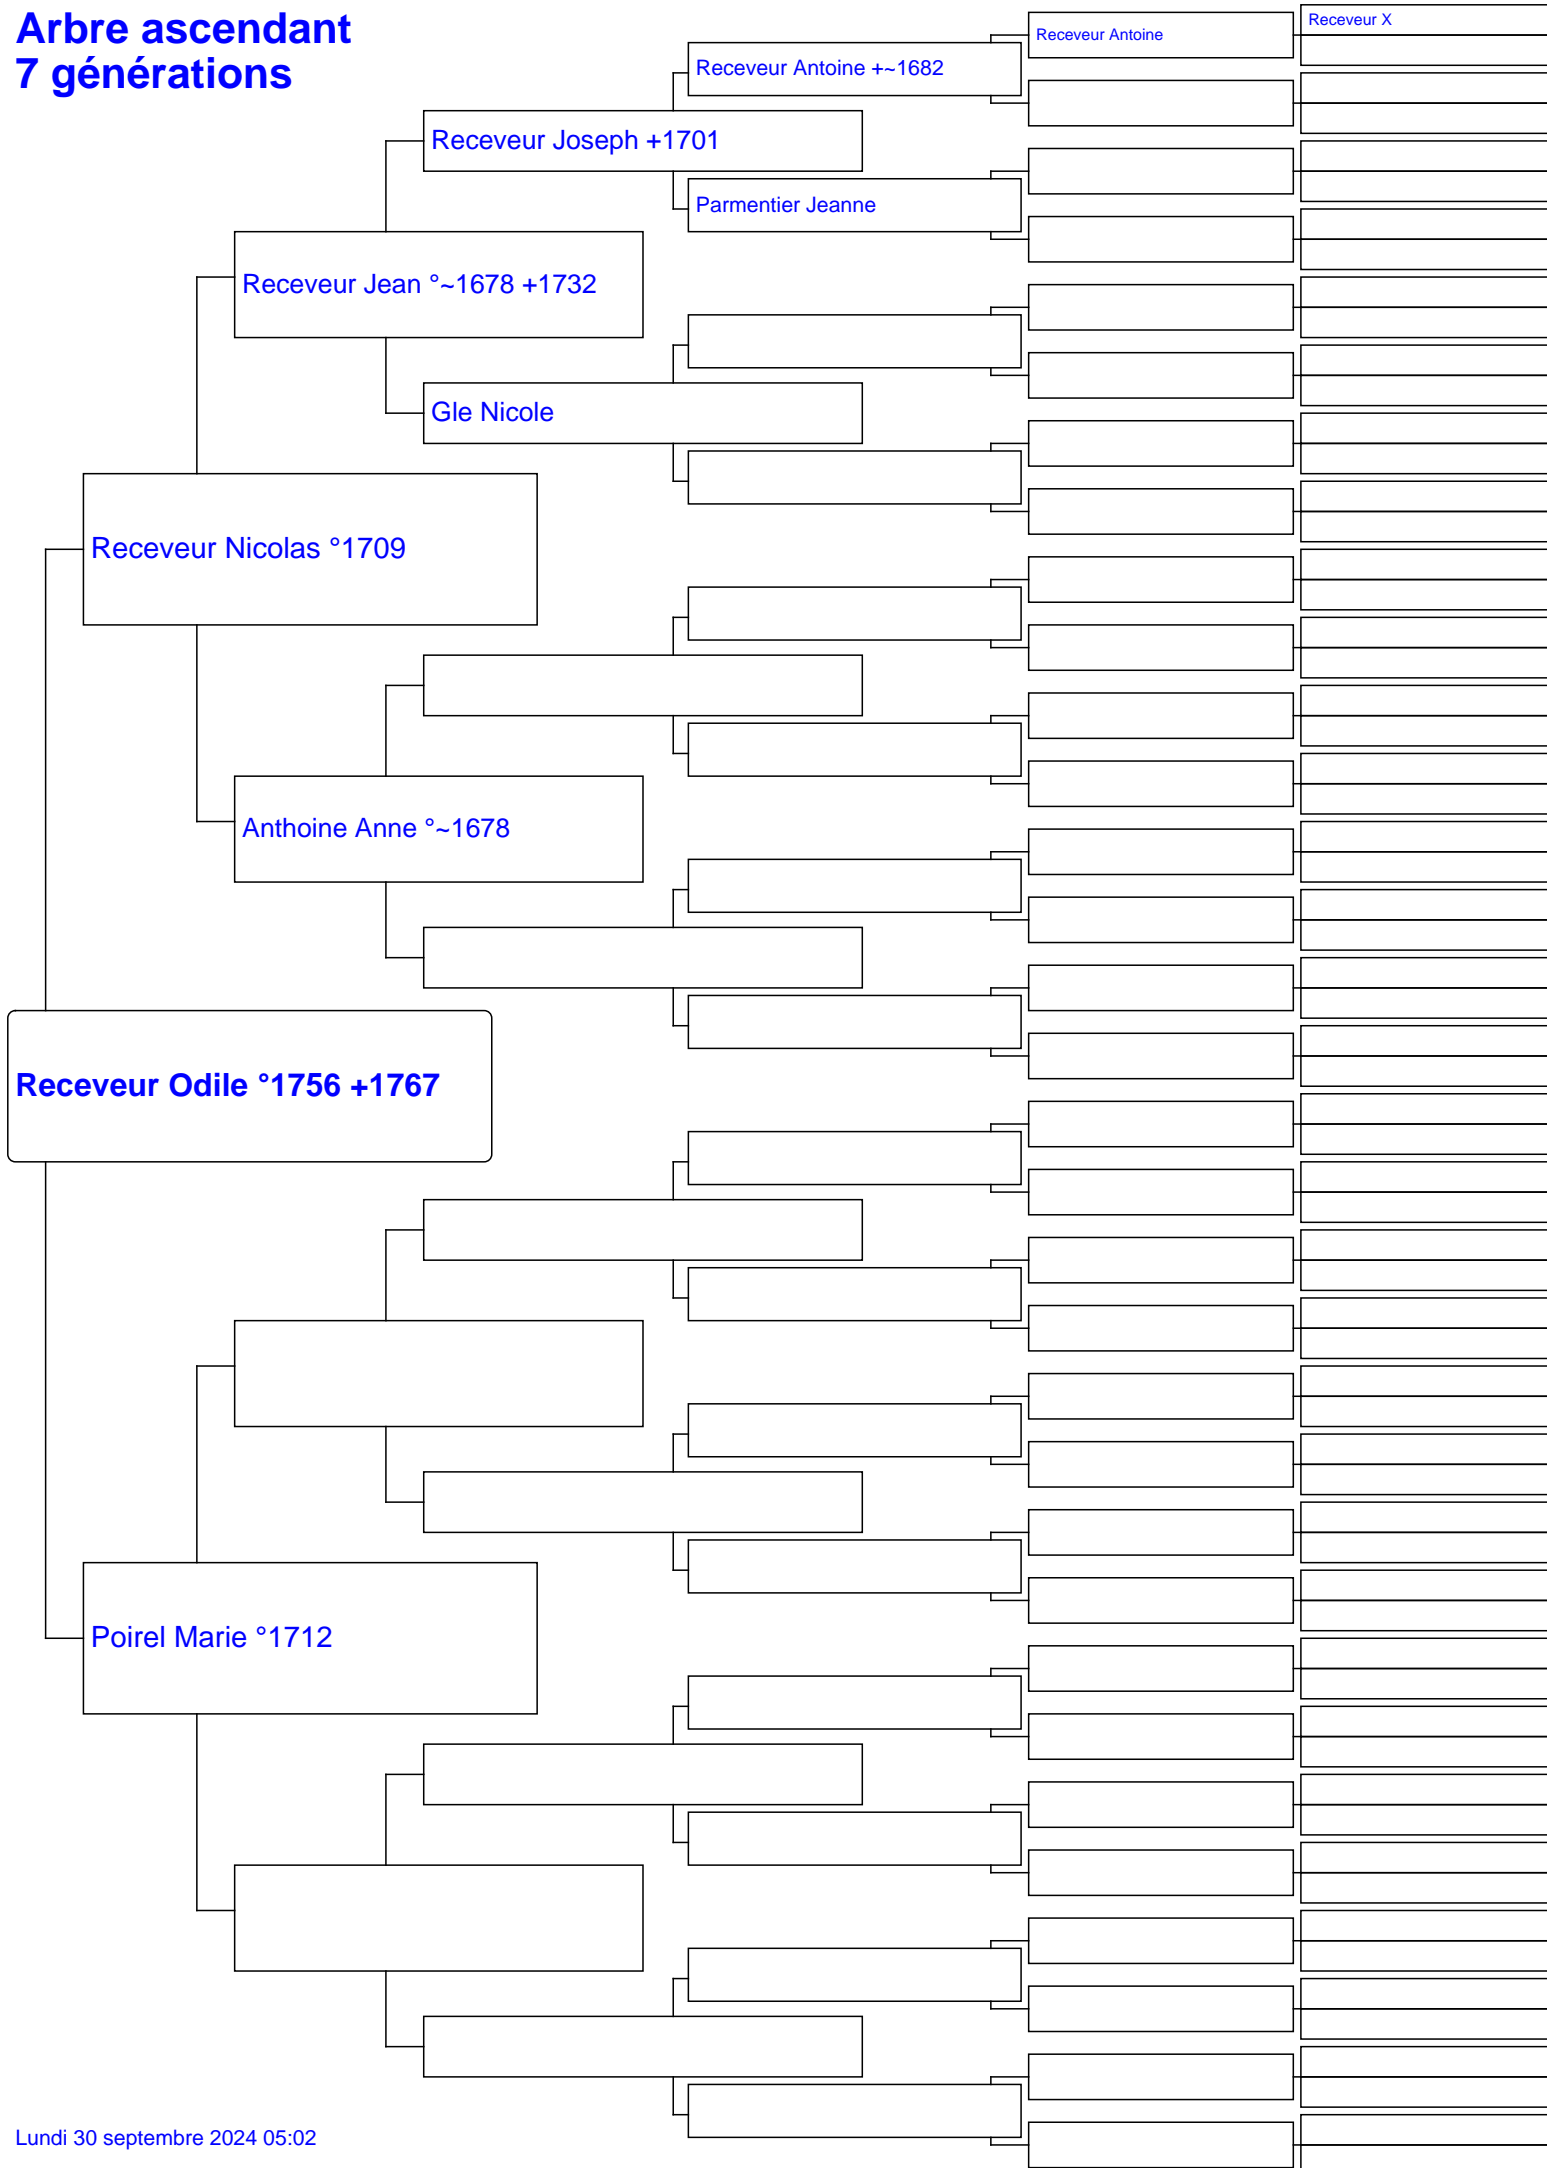 Arbre ascendant
7 générations
Receveur X
Receveur Antoine
Receveur Antoine +~1682
Receveur Joseph +1701
Parmentier Jeanne
Receveur Jean °~1678 +1732
Gle Nicole
Receveur Nicolas °1709
Anthoine Anne °~1678
Receveur Odile °1756 +1767
Poirel Marie °1712
Lundi 30 septembre 2024 05:02